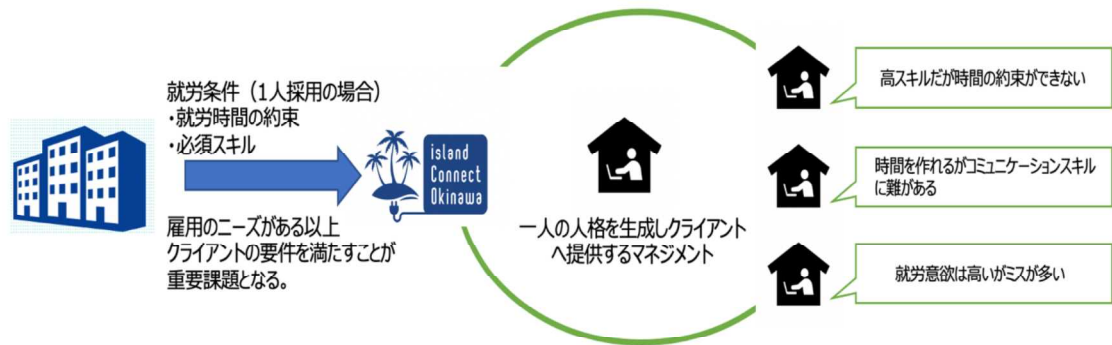 就労条件（1人採用の場合）
・就労時間の約束
・必須スキル
雇用のニーズがある以上
クライアントの要件を満たすことが
重要課題となる。
island
Connect
Okinawa
一人の人格を生成しクライアント
へ提供するマネジメント
高スキルだが時間の約束ができない
時間を作れるがコミュニケーションスキル
に難がある
就労意欲は高いがミスが多い